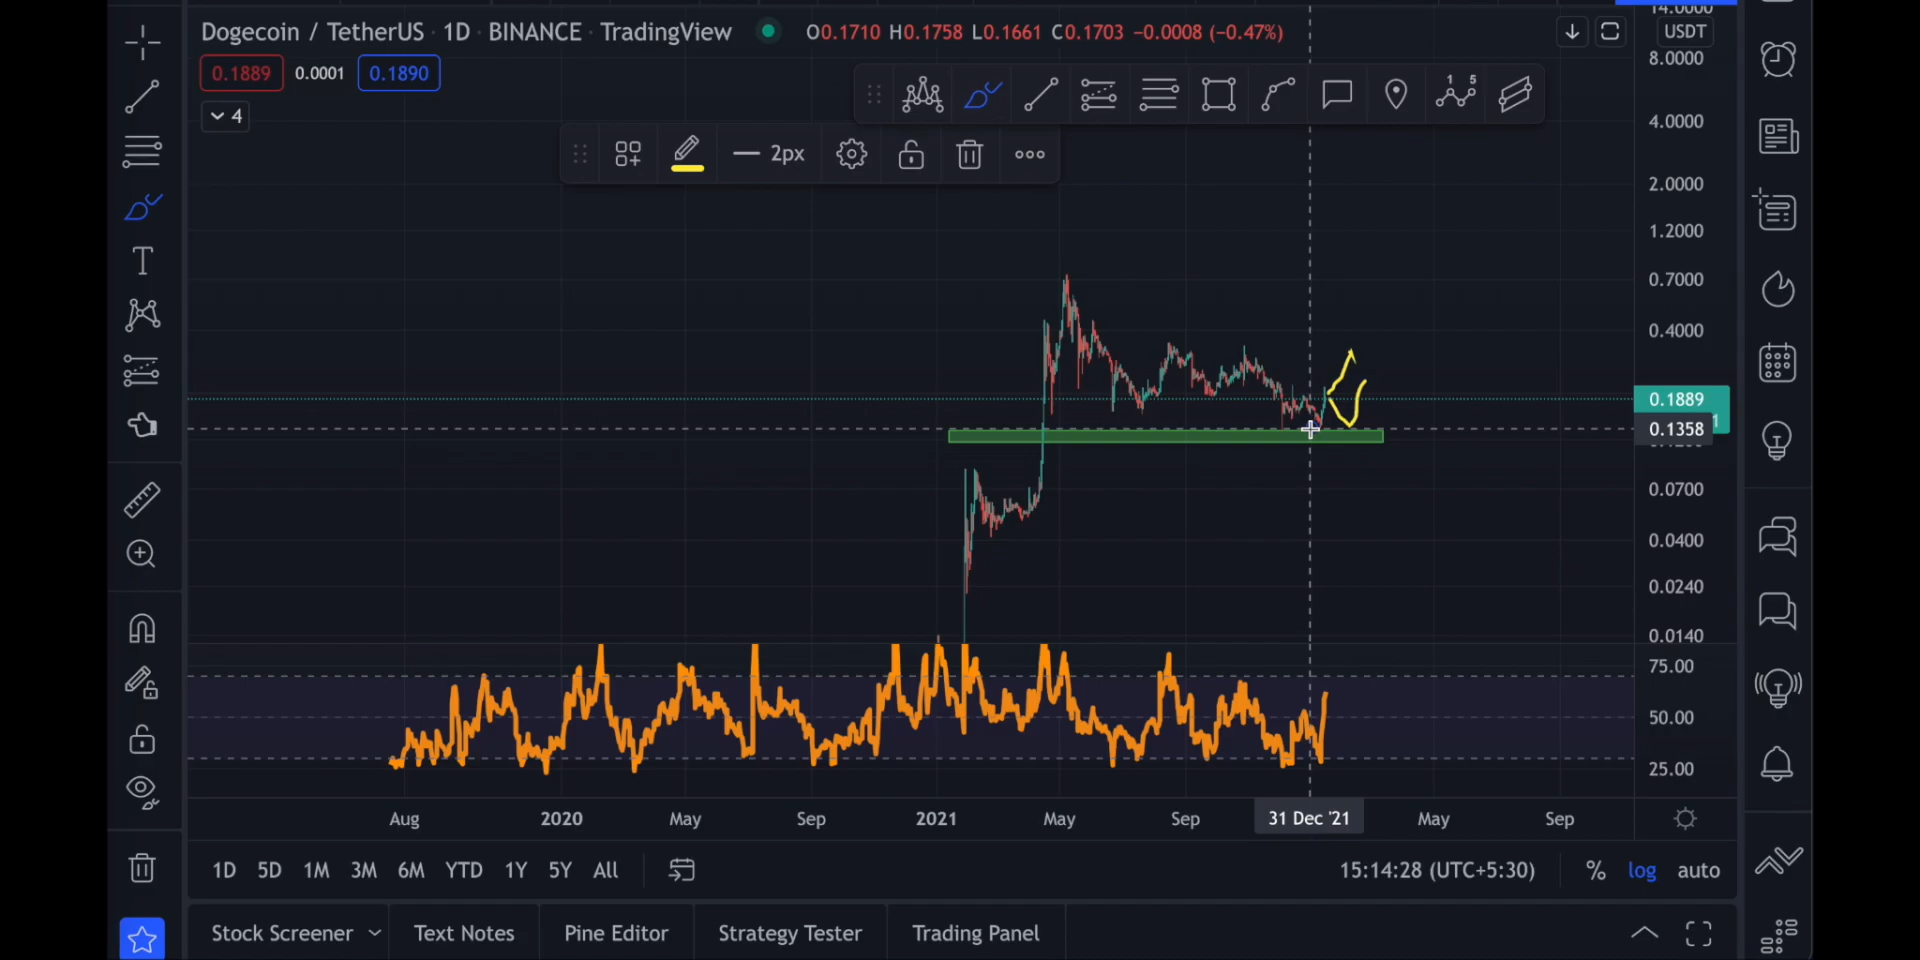 14.0000
Dogecoin / TetherUS · 1D · BINANCE · TradingView O0.1710 H0.1758 L0.1661 C0.1703 −0.0008 (−0.47%)
USDT
0.1889 0.0001 0.1890
8.0000
4
1 5
4.0000
2px
2.0000
1.2000
0.7000
0.4000
0.1889
0.1358
0.0700
0.0400
0.0240
0.0140
75.00
50.00
25.00
Aug 2020 May Sep 2021 May Sep 31 Dec '21 May Sep
1D 5D 1M 3M 6M YTD 1Y 5Y All 15:14:28 (UTC+5:30) % log auto
Stock Screener Text Notes Pine Editor Strategy Tester Trading Panel